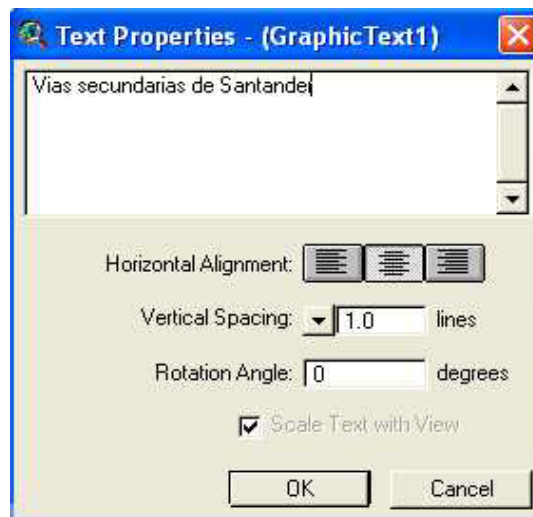 Text Properties - (GraphicText1)
Vias secundarias de Santander
Horizontal Alignment:
Vertical Spacing: 1.0 lines
Rotation Angle: 0 degrees
Scale Text with View
OK Cancel